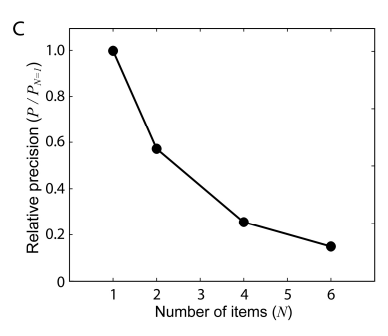 C
Relative precision (P / P_{N=1})
1.0
0.8
0.6
0.4
0.2
0
1 2 3 4 5 6
Number of items (N)